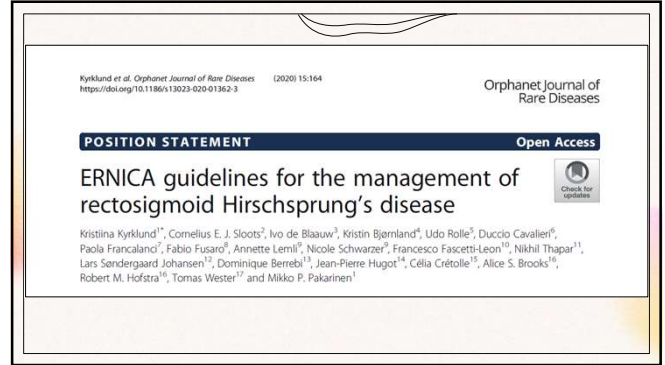 Kyrklund et al. Orphanet Journal of Rare Diseases (2020) 15:164
https://doi.org/10.1186/s13023-020-01362-3
Orphanet Journal of
Rare Diseases
POSITION STATEMENT Open Access
ERNICA guidelines for the management of
rectosigmoid Hirschsprung's disease
Check for
updates
Kristiina Kyrklund1*, Cornelius E. J. Sloots2, Ivo de Blaauw3, Kristin Bjørnland4, Udo Rolle5, Duccio Cavalieri6,
Paola Francalanci7, Fabio Fusaro8, Annette Lemli9, Nicole Schwarzer9, Francesco Fascetti-Leon10, Nikhil Thapar11,
Lars Søndergaard Johansen12, Dominique Berrebi13, Jean-Pierre Hugot14, Célia Crétolle15, Alice S. Brooks16,
Robert M. Hofstra16, Tomas Wester17 and Mikko P. Pakarinen1